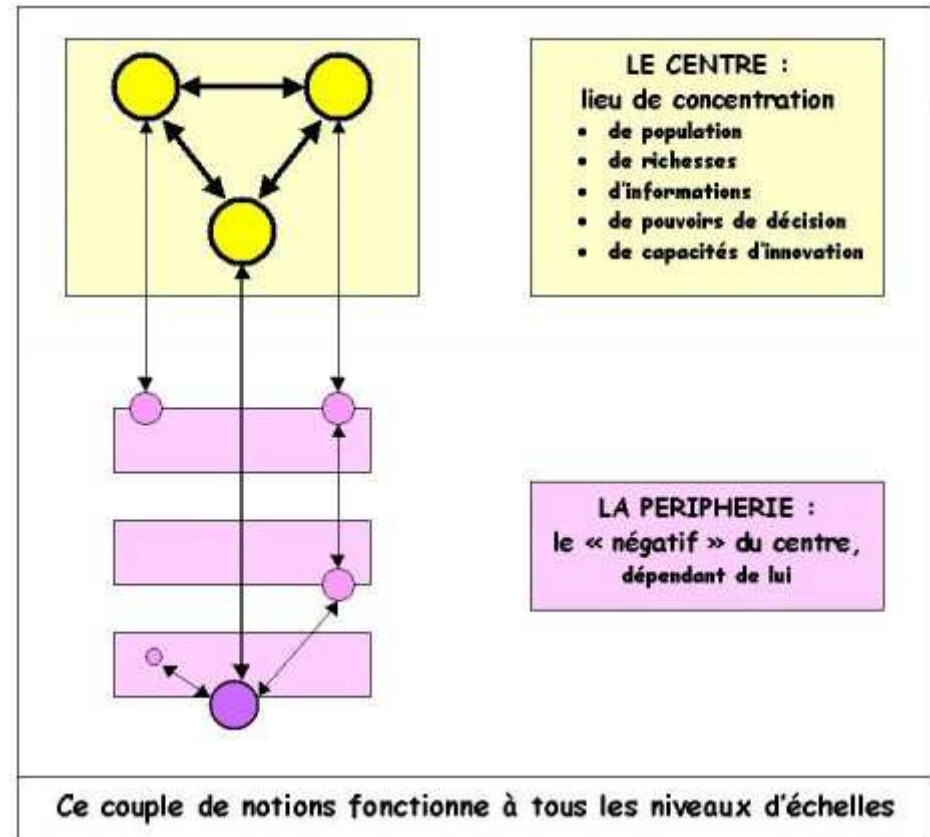 LE CENTRE :
lieu de concentration
• de population
• de richesses
• d'informations
• de pouvoirs de décision
• de capacités d'innovation
LA PERIPHERIE :
le « négatif » du centre,
dépendant de lui
Ce couple de notions fonctionne à tous les niveaux d'échelles